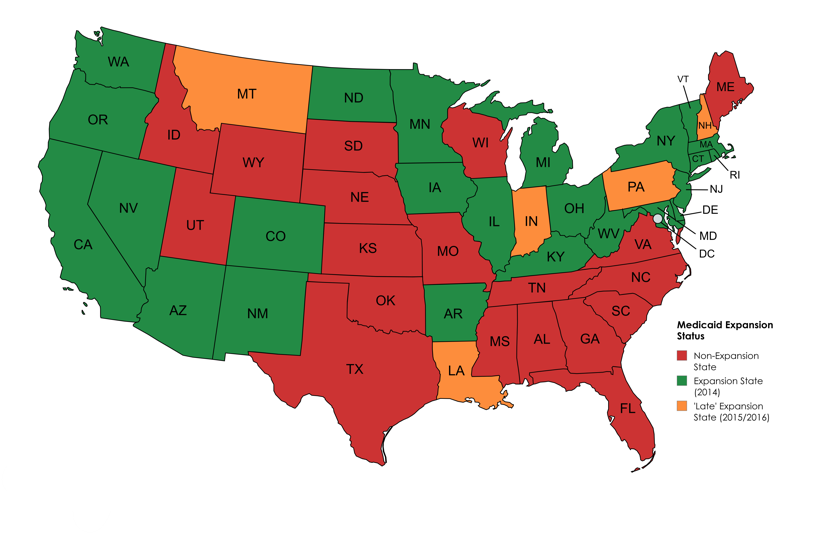 WA
MT
ND
MN
OR
ID
SD
WI
MI
VT
ME
NH
NY
MA
CT
RI
WY
NV
UT
NE
IA
IL
IN
OH
PA
NJ
DE
MD
DC
CA
CO
KS
MO
KY
WV
VA
AZ
NM
OK
AR
TN
NC
SC
TX
LA
MS
AL
GA
FL
Medicaid Expansion
Status
Non-Expansion
State
Expansion State
(2014)
'Late' Expansion
State (2015/2016)